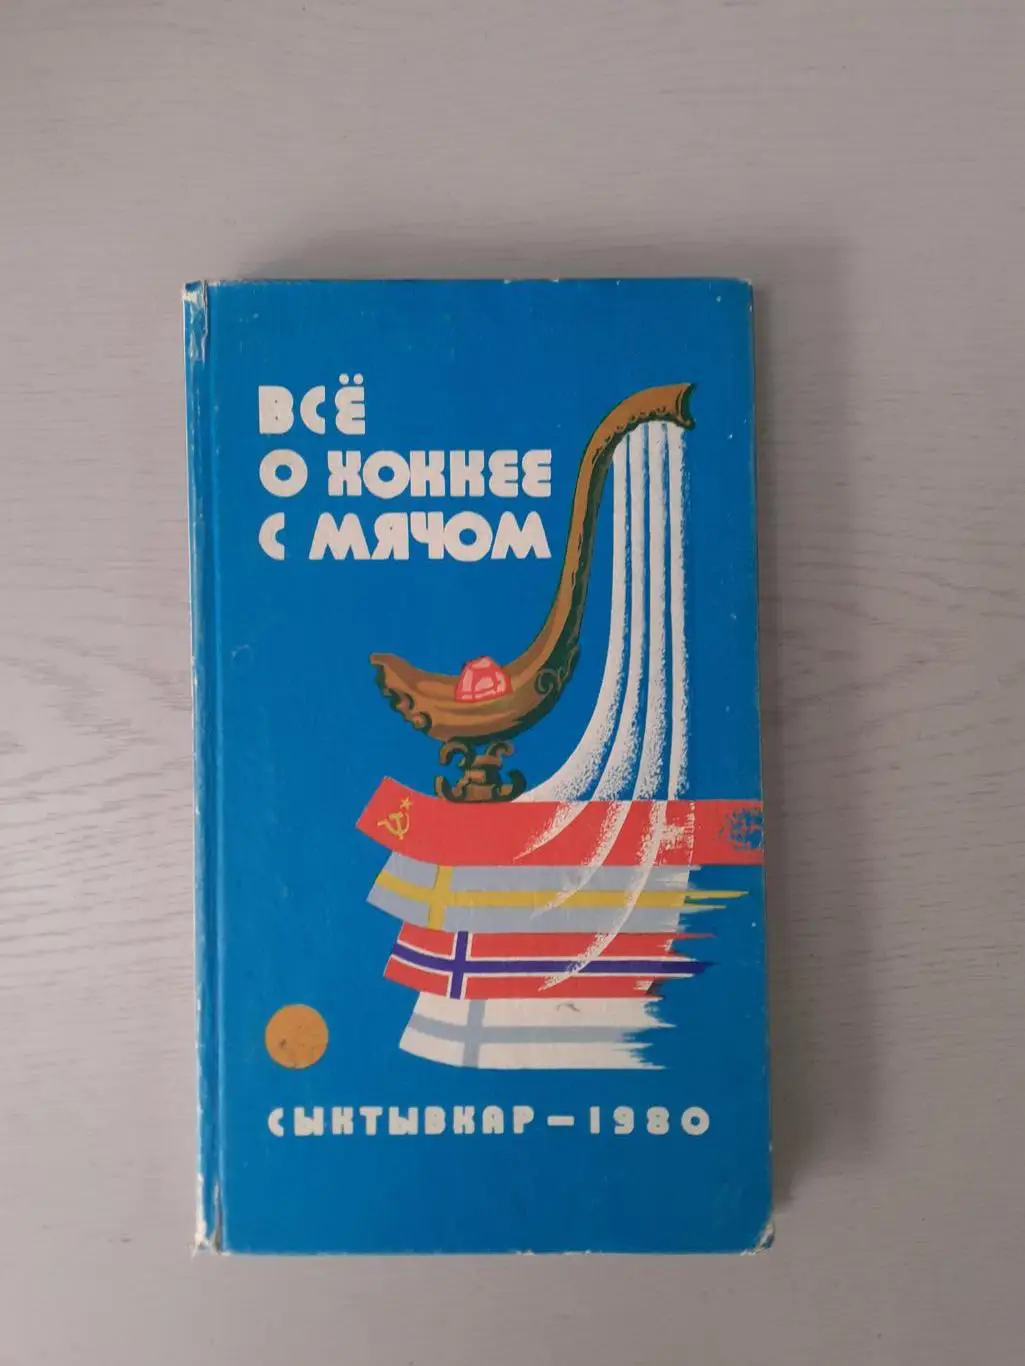 ВСЁ
О ХОККЕЕ
С МЯЧОМ
СЫКТЫВКАР — 1980